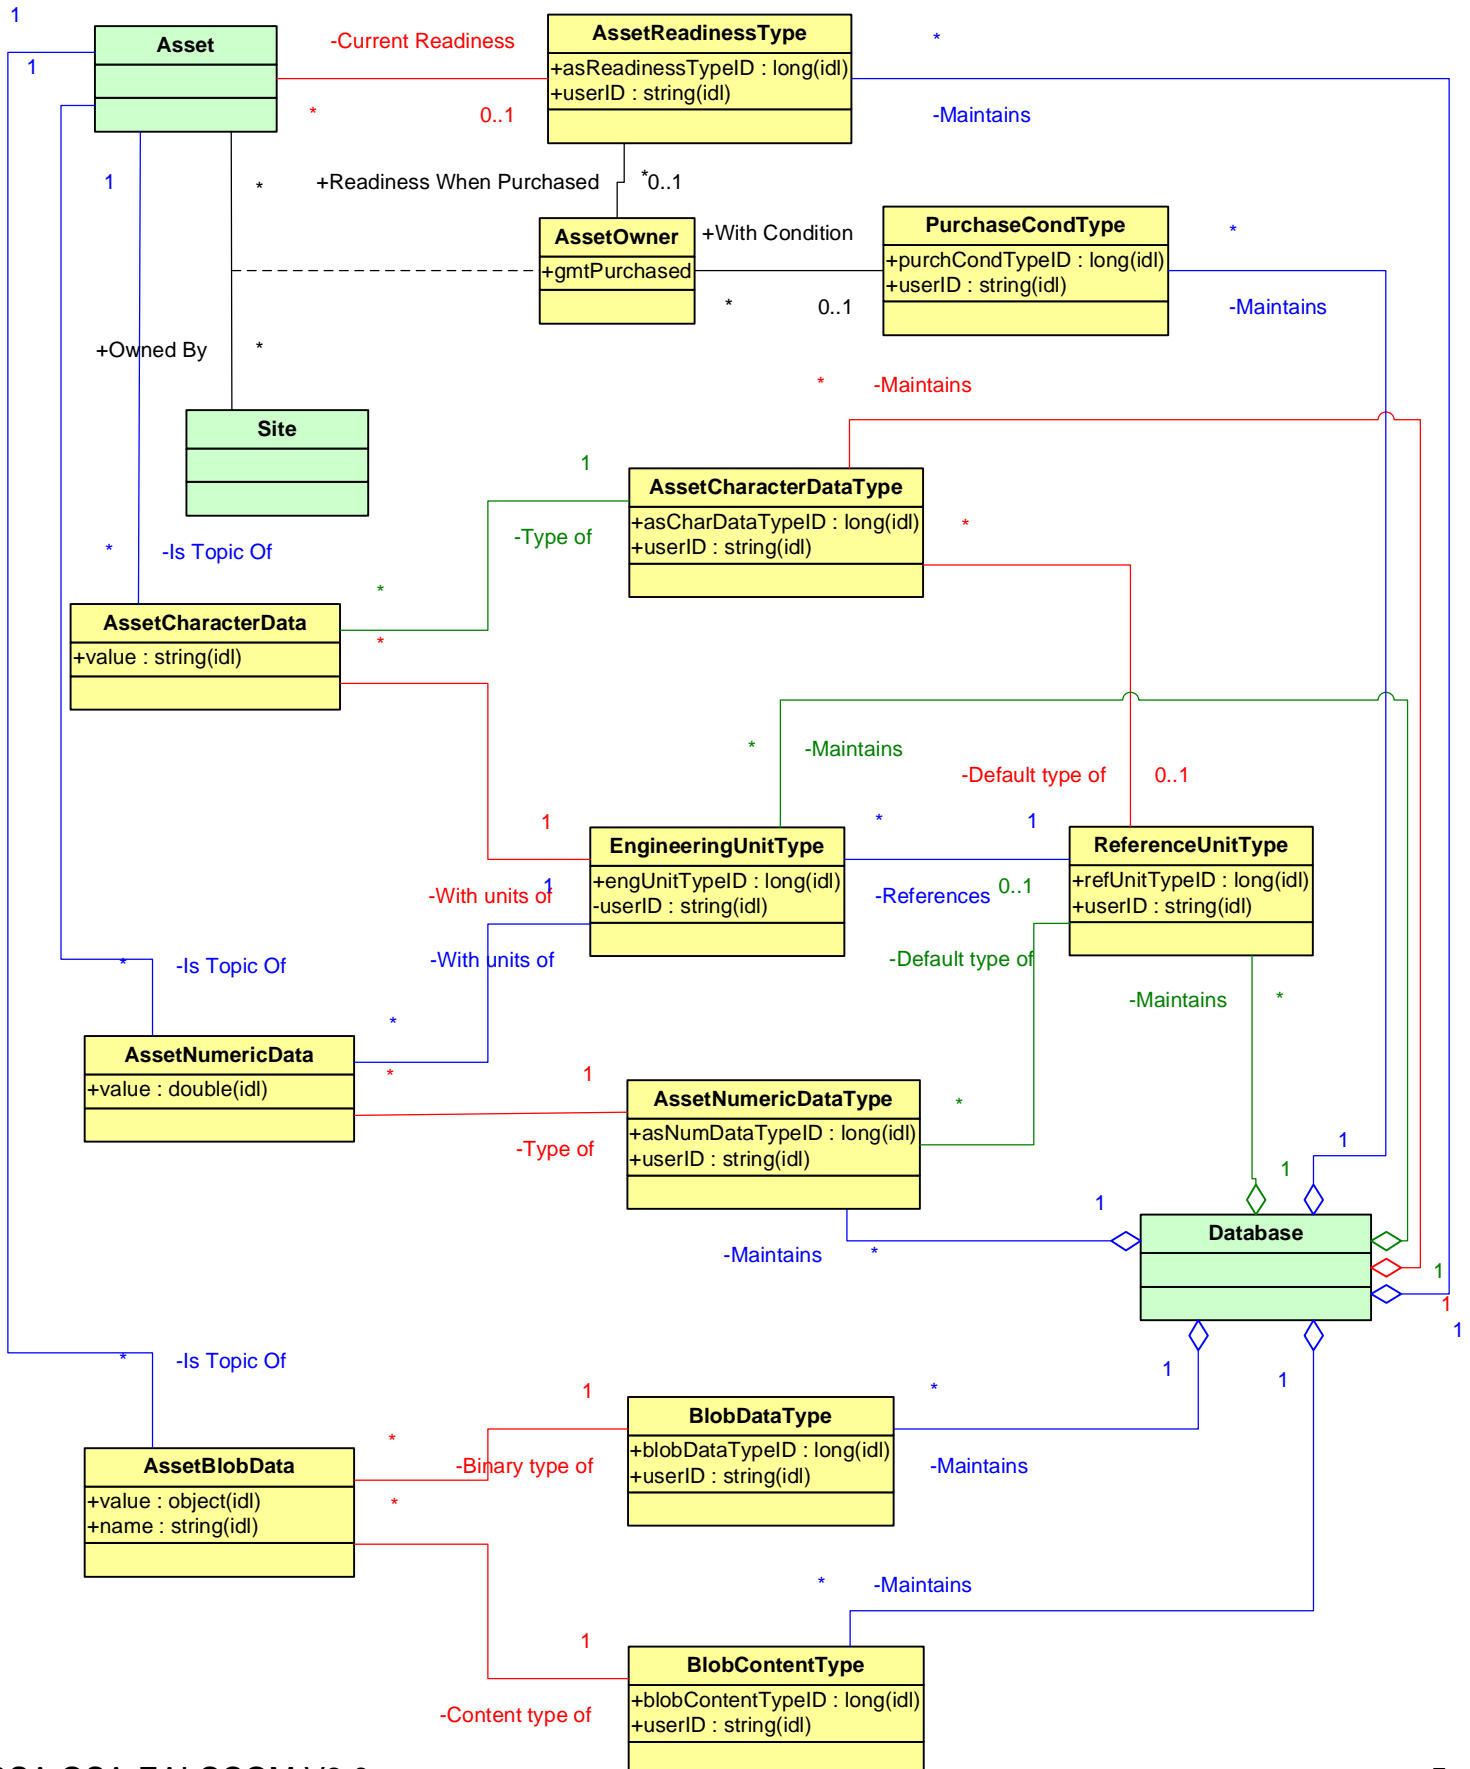 1
Asset
-Current Readiness
AssetReadinessType
*
1
+asReadinessTypeID : long(idl)
+userID : string(idl)
*
0..1
-Maintains
1
*
+Readiness When Purchased
*
0..1
AssetOwner
+gmtPurchased
+With Condition
PurchaseCondType
+purchCondTypeID : long(idl)
+userID : string(idl)
*
*
0..1
-Maintains
+Owned By
*
*
-Maintains
Site
1
AssetCharacterDataType
+asCharDataTypeID : long(idl)
+userID : string(idl)
*
-Type of
*
-Is Topic Of
*
AssetCharacterData
+value : string(idl)
*
*
-Maintains
-Default type of
0..1
1
*
1
EngineeringUnitType
+engUnitTypeID : long(idl)
-userID : string(idl)
ReferenceUnitType
+refUnitTypeID : long(idl)
+userID : string(idl)
1
-With units of
-References
0..1
*
-Is Topic Of
-With units of
-Default type of
-Maintains
*
*
AssetNumericData
+value : double(idl)
*
1
AssetNumericDataType
+asNumDataTypeID : long(idl)
+userID : string(idl)
*
-Type of
1
1
1
Database
-Maintains
*
1
1
1
*
-Is Topic Of
1
1
1
BlobDataType
+blobDataTypeID : long(idl)
+userID : string(idl)
*
*
-Binary type of
-Maintains
AssetBlobData
+value : object(idl)
+name : string(idl)
*
*
-Maintains
1
BlobContentType
+blobContentTypeID : long(idl)
+userID : string(idl)
-Content type of